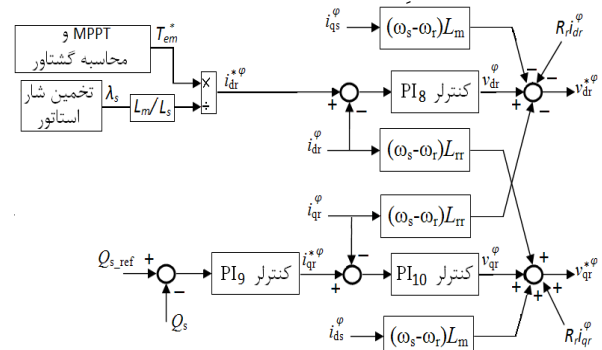 i_qs^φ
(ω_s-ω_r)L_m
R_r i_dr^φ
MPPT و
محاسبه گشتاور
T_em^*
×
÷
i_dr^*φ
+
−
کنترلر PI_8
v_dr^φ
+
−
−
−
v_dr^*φ
تخمین شار
استاتور
λ_s
L_m/L_s
i_dr^φ
(ω_s-ω_r)L_rr
i_qr^φ
(ω_s-ω_r)L_rr
Q_s_ref
+
−
کنترلر PI_9
i_qr^*φ
+
−
کنترلر PI_10
v_qr^φ
+
+
+
+
v_qr^*φ
Q_s
i_ds^φ
(ω_s-ω_r)L_m
R_r i_qr^φ